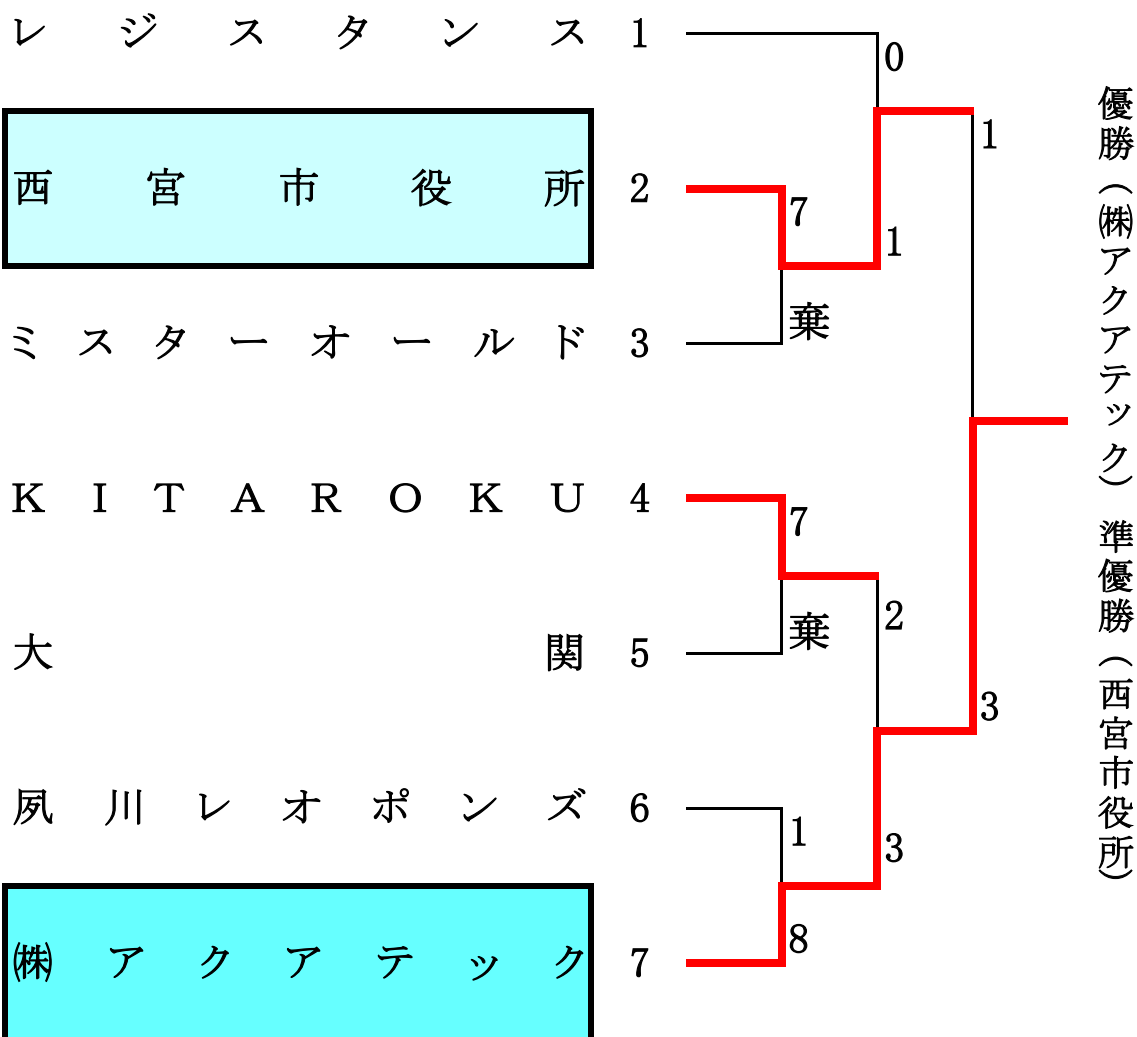 レジスタンス 1
西宮市役所 2
ミスターオールド 3
KITAROKU 4
大関 5
夙川レオポンズ 6
㈱アクアテック 7
0
1
7
棄
7
棄
1
8
2
3
1
3
優勝（㈱アクアテック） 準優勝（西宮市役所）